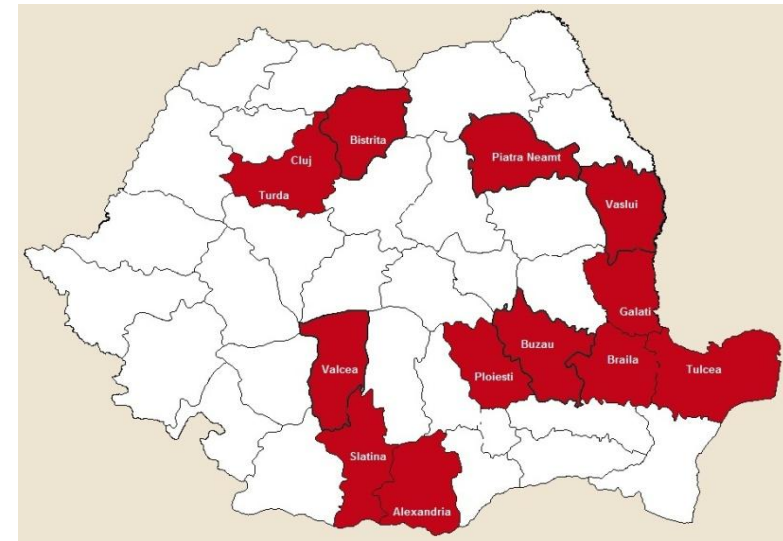 Bistrita
Cluj
Piatra Neamt
Turda
Vaslui
Galati
Buzau
Braila
Valcea
Ploiesti
Tulcea
Slatina
Alexandria